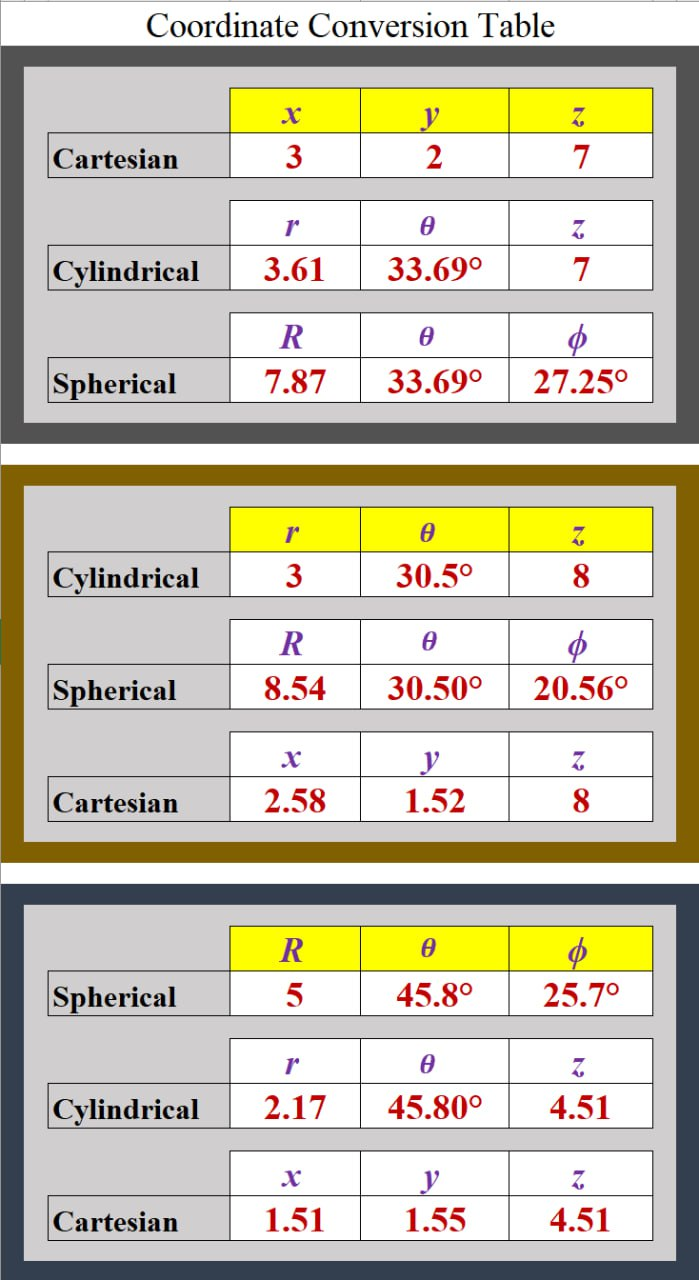 Coordinate Conversion Table
x y z
Cartesian 3 2 7
r θ z
Cylindrical 3.61 33.69° 7
R θ ϕ
Spherical 7.87 33.69° 27.25°
r θ z
Cylindrical 3 30.5° 8
R θ ϕ
Spherical 8.54 30.50° 20.56°
x y z
Cartesian 2.58 1.52 8
R θ ϕ
Spherical 5 45.8° 25.7°
r θ z
Cylindrical 2.17 45.80° 4.51
x y z
Cartesian 1.51 1.55 4.51